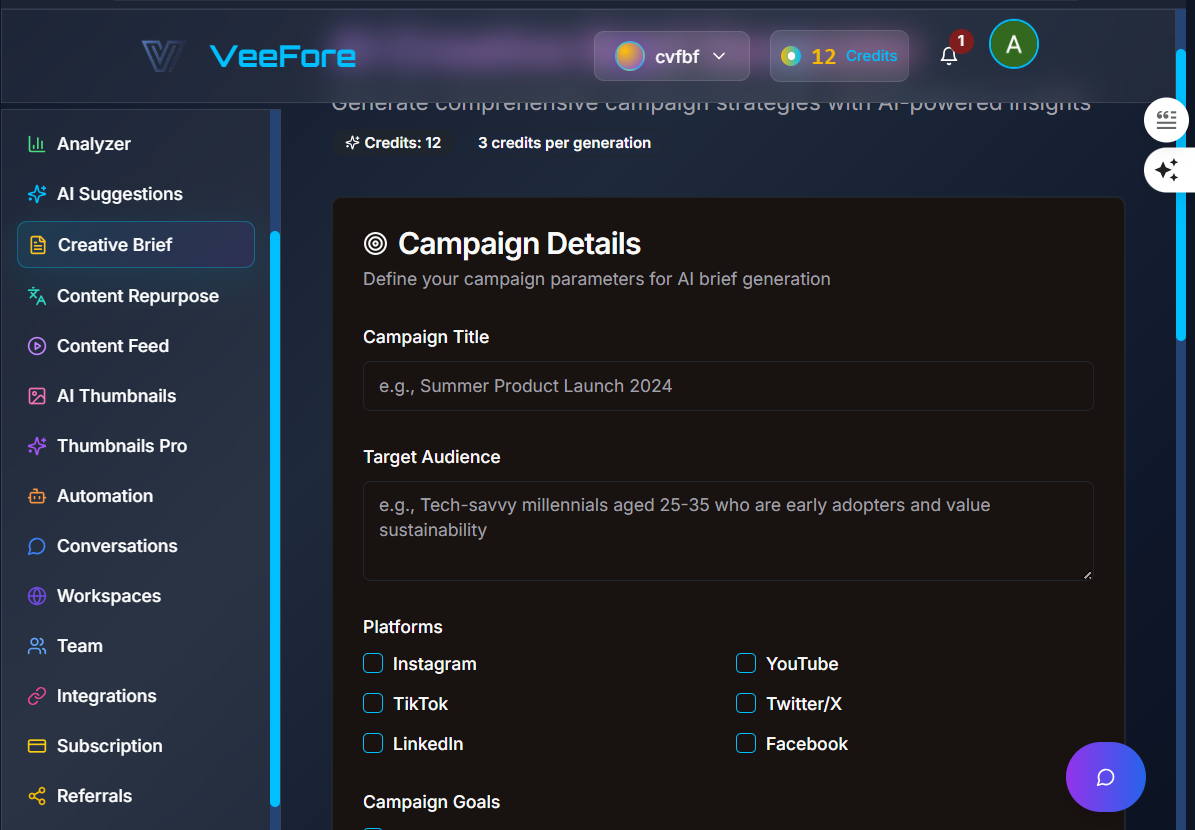 VeeFore
cvfbf
12 Credits
1
A
Generate comprehensive campaign strategies with AI-powered insights
Credits: 12
3 credits per generation
Analyzer
AI Suggestions
Creative Brief
Content Repurpose
Content Feed
AI Thumbnails
Thumbnails Pro
Automation
Conversations
Workspaces
Team
Integrations
Subscription
Referrals
Campaign Details
Define your campaign parameters for AI brief generation
Campaign Title
e.g., Summer Product Launch 2024
Target Audience
e.g., Tech-savvy millennials aged 25-35 who are early adopters and value
sustainability
Platforms
Instagram
YouTube
TikTok
Twitter/X
LinkedIn
Facebook
Campaign Goals